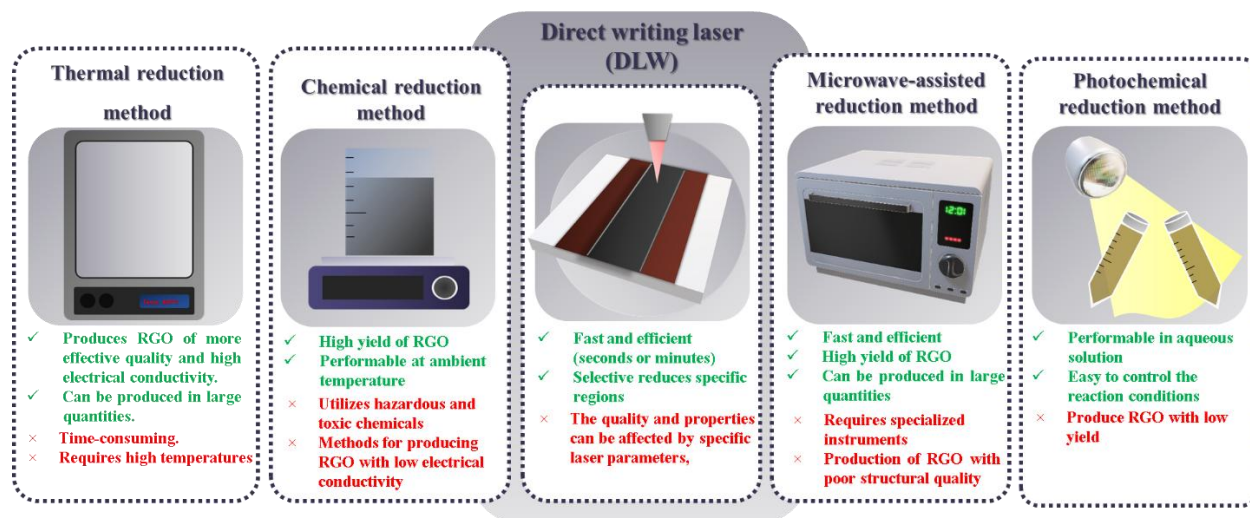 Thermal reduction
method
✓ Produces RGO of more
effective quality and high
electrical conductivity.
✓ Can be produced in large
quantities.
× Time-consuming.
× Requires high temperatures
Chemical reduction
method
✓ High yield of RGO
✓ Performable at ambient
temperature
× Utilizes hazardous and
toxic chemicals
× Methods for producing
RGO with low electrical
conductivity
Direct writing laser
(DLW)
✓ Fast and efficient
(seconds or minutes)
✓ Selective reduces specific
regions
× The quality and properties
can be affected by specific
laser parameters,
Microwave-assisted
reduction method
12:01
✓ Fast and efficient
✓ High yield of RGO
✓ Can be produced in large
quantities
× Requires specialized
instruments
× Production of RGO with
poor structural quality
Photochemical
reduction method
✓ Performable in aqueous
solution
✓ Easy to control the
reaction conditions
× Produce RGO with low
yield